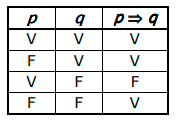 p q p ⇒ q
V V V
F V V
V F F
F F V